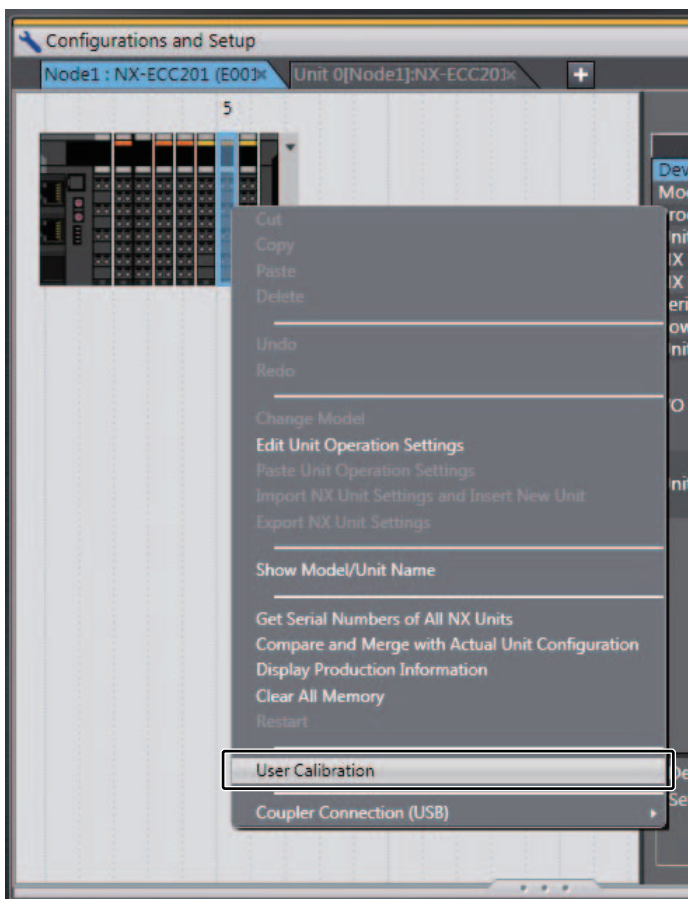 Configurations and Setup
Node1 : NX-ECC201 (E001
Unit 0[Node1]:NX-ECC201
5
Cut
Copy
Paste
Delete
Undo
Redo
Change Model
Edit Unit Operation Settings
Paste Unit Operation Settings
Import NX Unit Settings and Insert New Unit
Export NX Unit Settings
Show Model/Unit Name
Get Serial Numbers of All NX Units
Compare and Merge with Actual Unit Configuration
Display Production Information
Clear All Memory
Restart
User Calibration
Coupler Connection (USB)